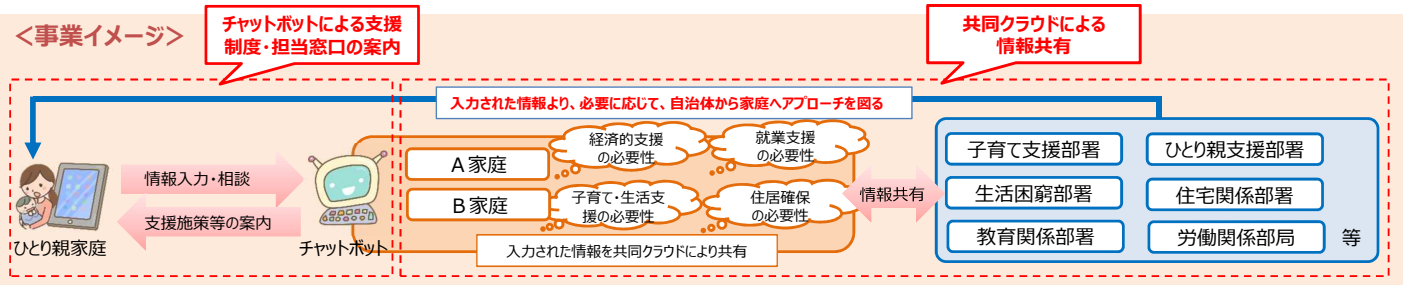 <事業イメージ>
チャットボットによる支援
制度・担当窓口の案内
共同クラウドによる
情報共有
入力された情報より、必要に応じて、自治体から家庭へアプローチを図る
ひとり親家庭
情報入力・相談
支援施策等の案内
チャットボット
A家庭
B家庭
経済的支援
の必要性
就業支援
の必要性
子育て・生活支
援の必要性
住居確保
の必要性
入力された情報を共同クラウドにより共有
情報共有
子育て支援部署
ひとり親支援部署
生活困窮部署
住宅関係部署
教育関係部署
労働関係部局
等